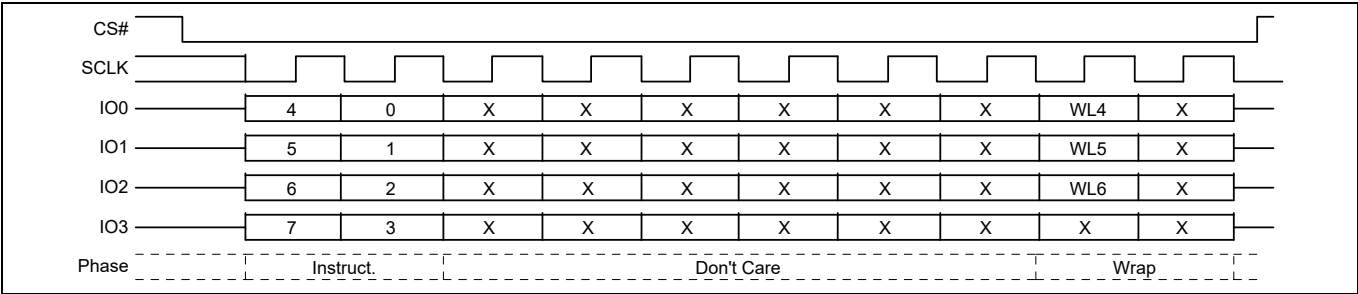 CS#
SCLK
IO0 4 0 X X X X X X WL4 X
IO1 5 1 X X X X X X WL5 X
IO2 6 2 X X X X X X WL6 X
IO3 7 3 X X X X X X X X
Phase Instruct. Don't Care Wrap